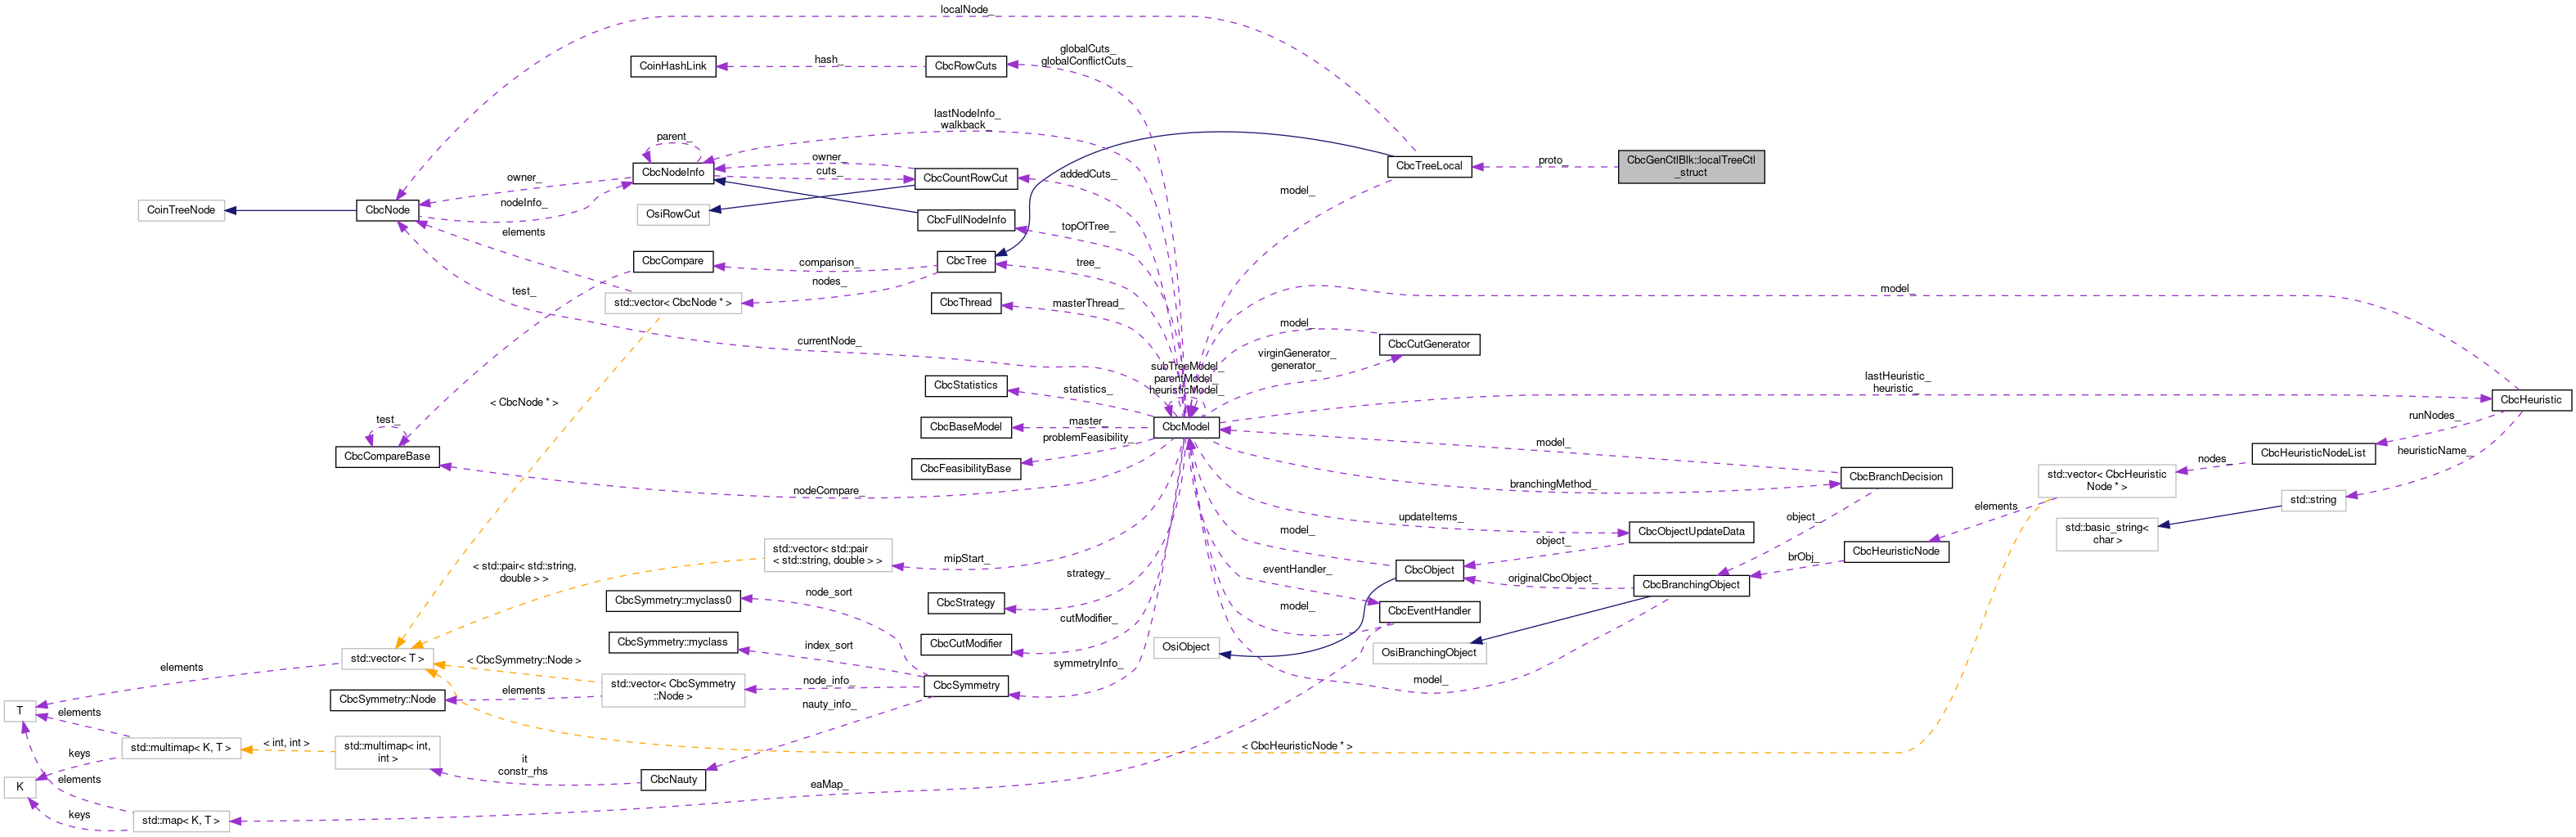 localNode_
globalCuts_
globalConflictCuts_
CoinHashLink
hash_
CbcRowCuts
lastNodeInfo_
walkback_
parent_
owner_
cuts_
CbcNodeInfo
CbcCountRowCut
addedCuts_
CbcTreeLocal
proto_
CbcGenCtlBlk::localTreeCtl
_struct
owner_
nodeInfo_
model_
CoinTreeNode
CbcNode
OsiRowCut
CbcFullNodeInfo
topOfTree_
elements
CbcCompare
comparison_
CbcTree
tree_
nodes_
test_
std::vector< CbcNode * >
CbcThread
masterThread_
model_
model_
currentNode_
virginGenerator_
generator_
CbcCutGenerator
subTreeModel_
parentModel_
heuristicModel_
CbcStatistics
statistics_
lastHeuristic_
heuristic_
CbcHeuristic
< CbcNode * >
test_
CbcBaseModel
master_
CbcModel
runNodes_
problemFeasibility_
model_
CbcCompareBase
CbcFeasibilityBase
CbcHeuristicNodeList
heuristicName_
nodes_
nodeCompare_
branchingMethod_
CbcBranchDecision
std::vector< CbcHeuristic
Node * >
std::string
elements
updateItems_
object_
std::basic_string<
char >
model_
object_
CbcObjectUpdateData
std::vector< std::pair
< std::string, double > >
mipStart_
CbcHeuristicNode
brObj_
< std::pair< std::string,
double > >
strategy_
eventHandler_
CbcObject
originalCbcObject_
CbcBranchingObject
node_sort
CbcSymmetry::myclass0
CbcStrategy
model_
CbcEventHandler
cutModifier_
CbcSymmetry::myclass
index_sort
CbcCutModifier
OsiObject
OsiBranchingObject
std::vector< T >
< CbcSymmetry::Node >
symmetryInfo_
elements
node_info_
CbcSymmetry
model_
std::vector< CbcSymmetry
::Node >
elements
CbcSymmetry::Node
nauty_info_
T
elements
std::multimap< K, T >
< int, int >
std::multimap< int,
int >
< CbcHeuristicNode * >
keys
it
constr_rhs
CbcNauty
elements
K
eaMap_
keys
std::map< K, T >